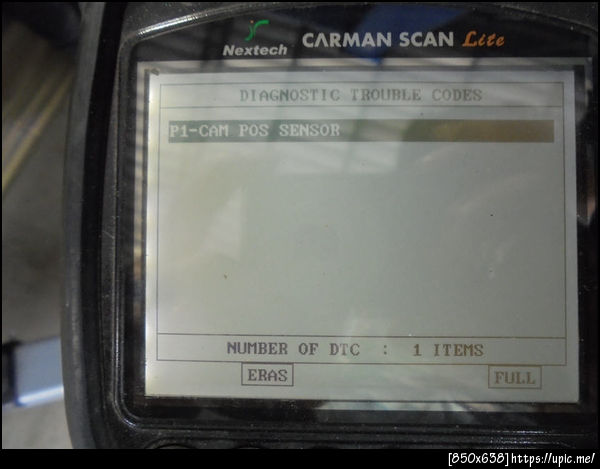 Nextech CARMAN SCAN Lite
DIAGNOSTIC TROUBLE CODES
P1-CAM POS SENSOR
NUMBER OF DTC : 1 ITEMS
ERAS FULL
[850x638] https://upic.me/